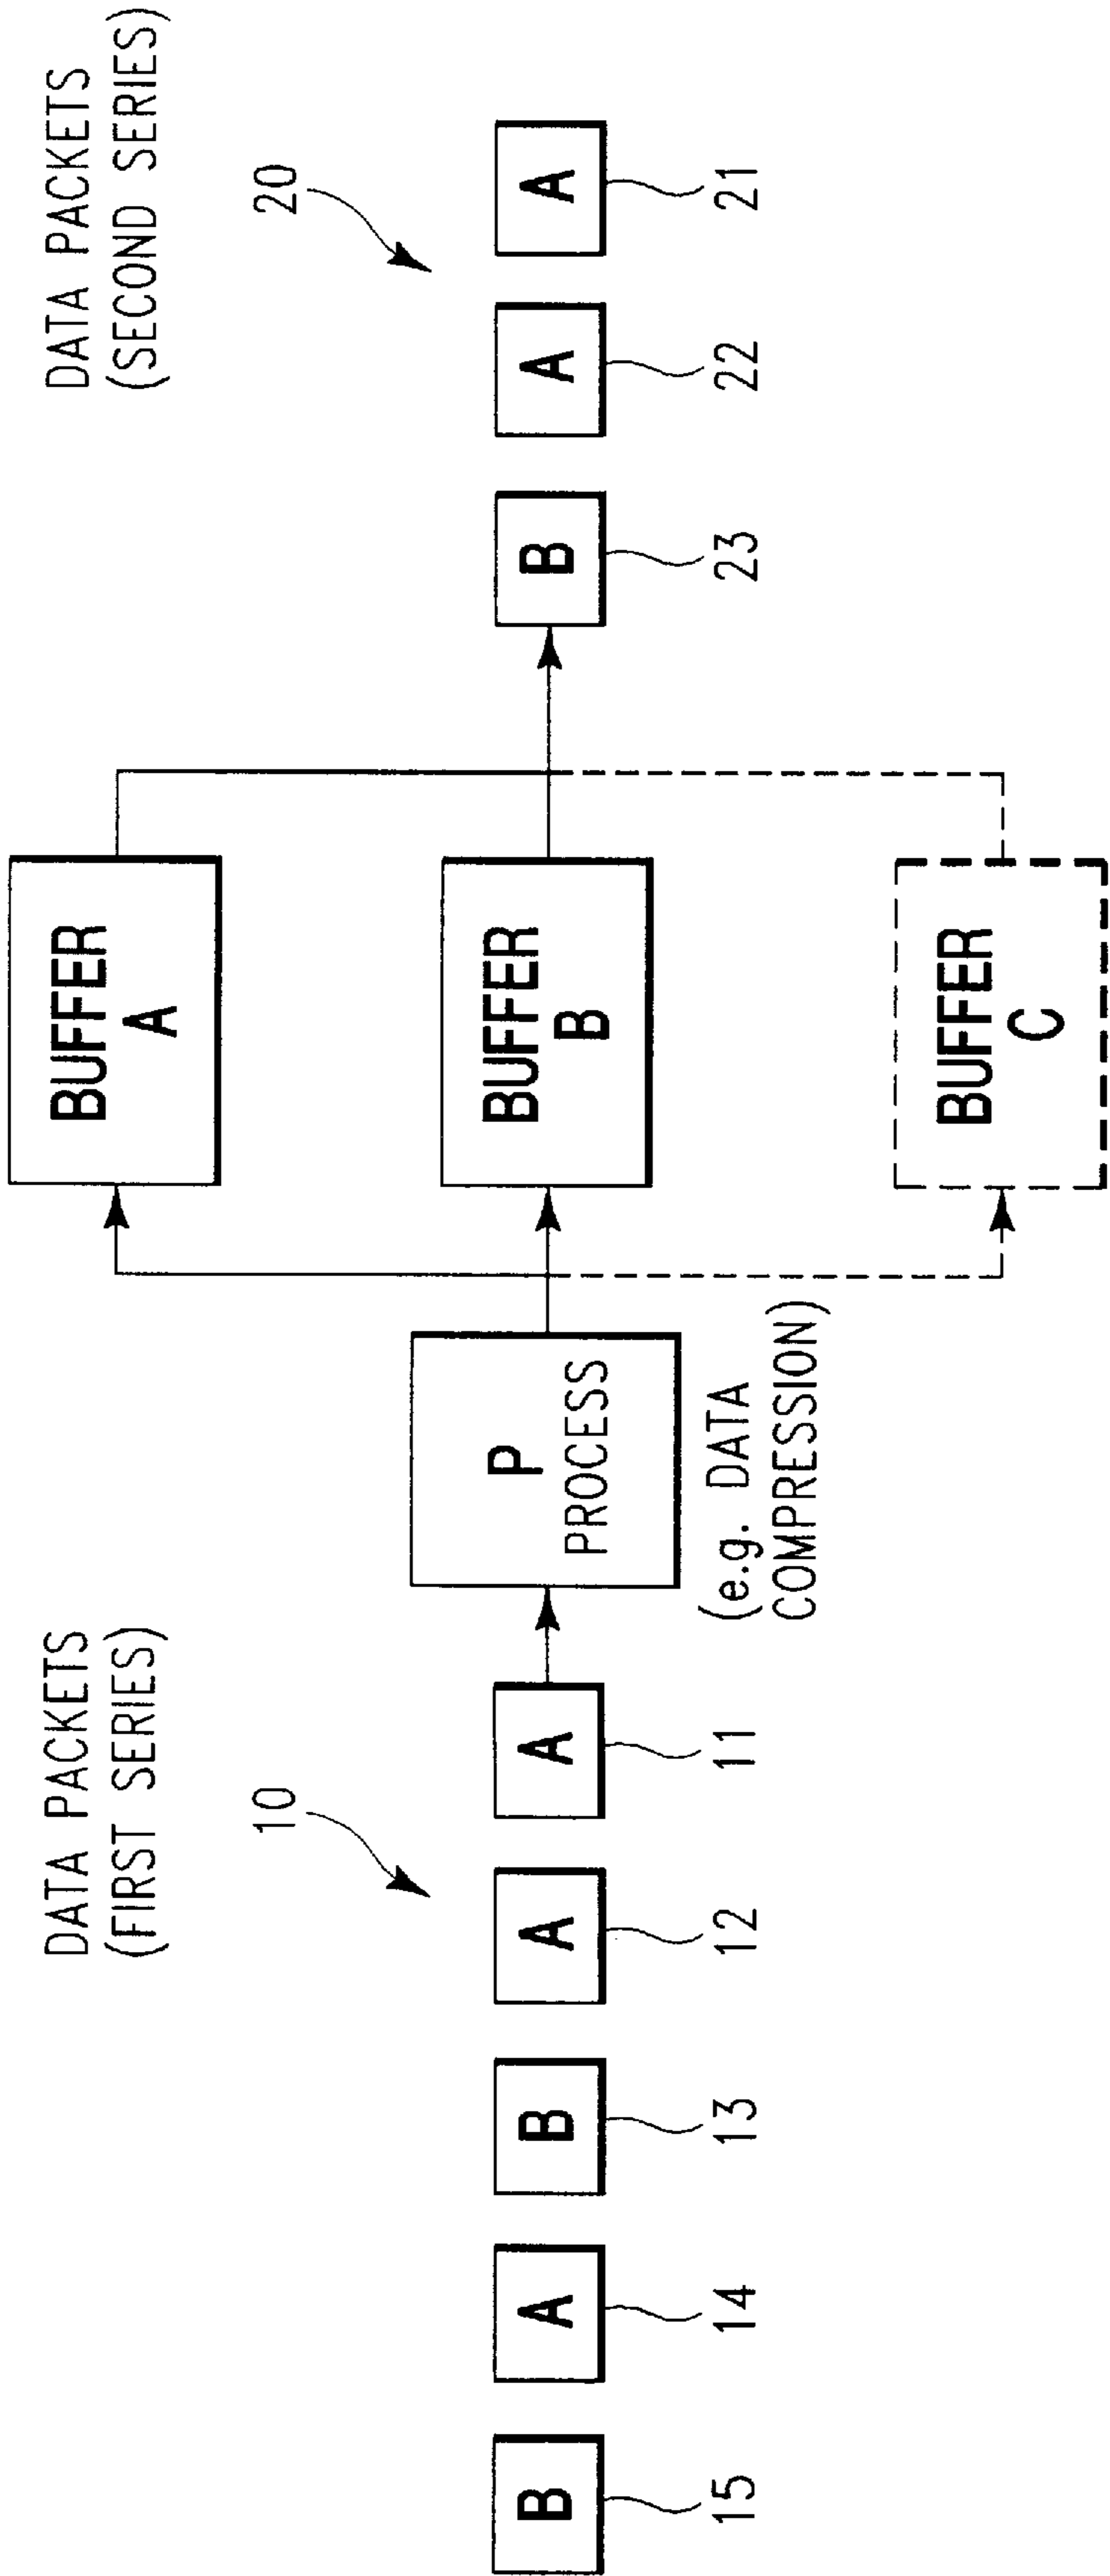 DATA PACKETS
(FIRST SERIES)
10
B
A
B
A
A
15
14
13
12
11
P
PROCESS
(e.g. DATA
COMPRESSION)
BUFFER
A
BUFFER
B
BUFFER
C
DATA PACKETS
(SECOND SERIES)
20
B
A
A
23
22
21